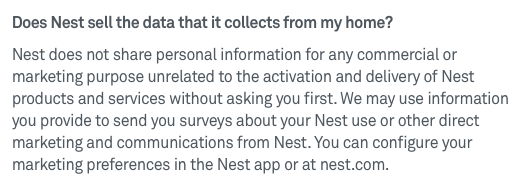 Does Nest sell the data that it collects from my home?
Nest does not share personal information for any commercial or
marketing purpose unrelated to the activation and delivery of Nest
products and services without asking you first. We may use information
you provide to send you surveys about your Nest use or other direct
marketing and communications from Nest. You can configure your
marketing preferences in the Nest app or at nest.com.